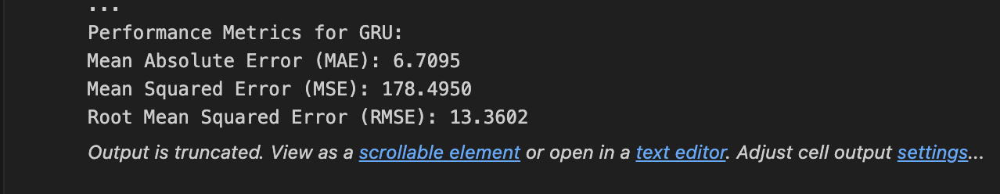 ...
Performance Metrics for GRU:
Mean Absolute Error (MAE): 6.7095
Mean Squared Error (MSE): 178.4950
Root Mean Squared Error (RMSE): 13.3602
Output is truncated. View as a scrollable element or open in a text editor. Adjust cell output settings...